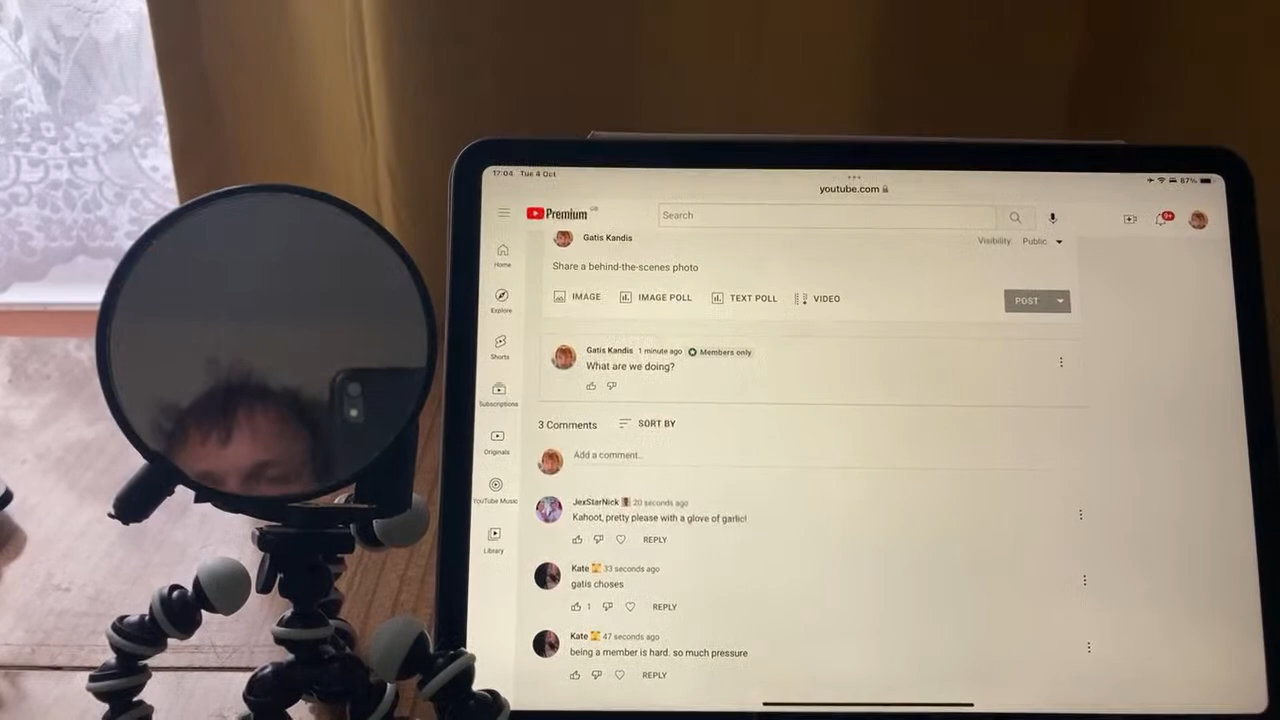 17:04 Tue 4 Oct
87%
youtube.com
Premium GB
Search
9+
Gatis Kandis
Visibility: Public
Home
Share a behind-the-scenes photo
IMAGE IMAGE POLL TEXT POLL VIDEO POST
Explore
Gatis Kandis 1 minute ago Members only
Shorts
What are we doing?
Subscriptions
3 Comments SORT BY
Originals
Add a comment..
YouTube Music
JexStarNick 20 seconds ago
Kahoot, pretty please with a glove of garlic!
REPLY
Library
Kate 33 seconds ago
gatis choses
1 REPLY
Kate 47 seconds ago
being a member is hard. so much pressure
REPLY